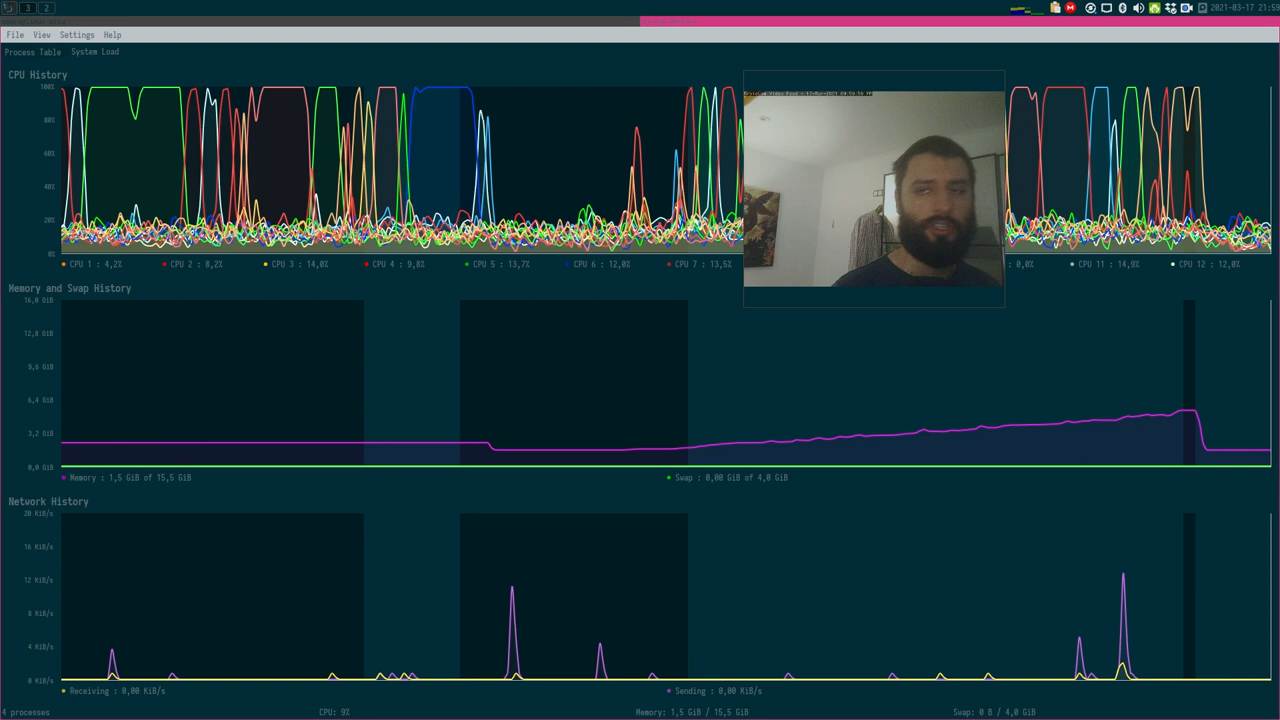 3 2 2021-03-17 21:59
File View Settings Help
Process Table System Load
CPU History
100%
80%
60%
40%
20%
0%
CPU 1 : 4,2% CPU 2 : 8,2% CPU 3 : 14,0% CPU 4 : 9,8% CPU 5 : 13,7% CPU 6 : 12,0% CPU 7 : 13,5% : 0,0% CPU 11 : 14,9% CPU 12 : 12,0%
Memory and Swap History
16,0 GiB
12,8 GiB
9,6 GiB
6,4 GiB
3,2 GiB
0,0 GiB
Memory : 1,5 GiB of 15,5 GiB Swap : 0,00 GiB of 4,0 GiB
Network History
20 KiB/s
16 KiB/s
12 KiB/s
8 KiB/s
4 KiB/s
0 KiB/s
Receiving : 0,00 KiB/s Sending : 0,00 KiB/s
4 processes CPU: 9% Memory: 1,5 GiB / 15,5 GiB Swap: 0 B / 4,0 GiB